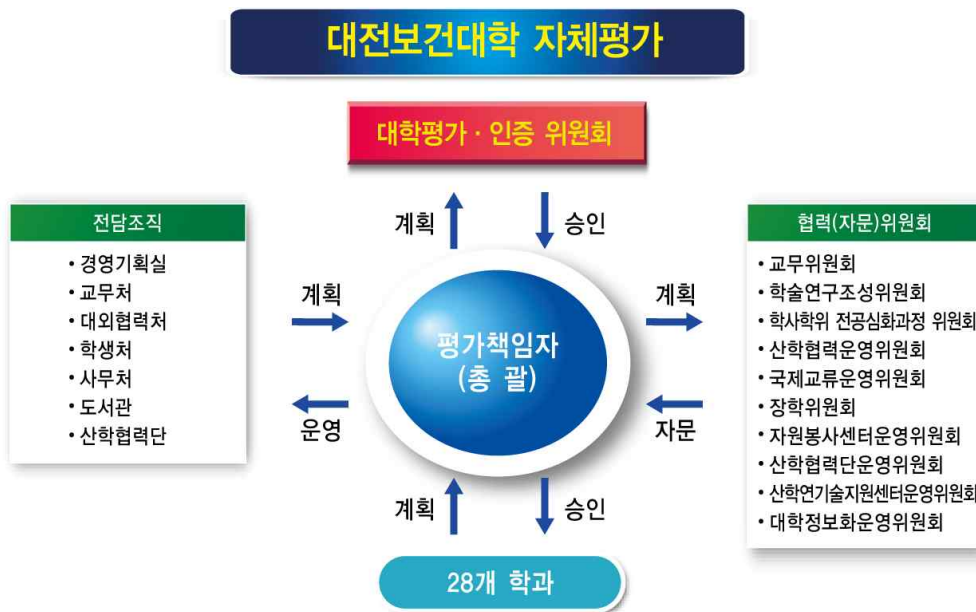 대전보건대학 자체평가
대학평가 · 인증 위원회
계획
승인
전담조직
• 경영기획실
• 교무처
• 대외협력처
• 학생처
• 사무처
• 도서관
• 산학협력단
계획
운영
평가책임자
(총 괄)
계획
자문
협력(자문)위원회
• 교무위원회
• 학술연구조성위원회
• 학사학위 전공심화과정 위원회
• 산학협력운영위원회
• 국제교류운영위원회
• 장학위원회
• 자원봉사센터운영위원회
• 산학협력단운영위원회
• 산학연기술지원센터운영위원회
• 대학정보화운영위원회
계획
승인
28개 학과